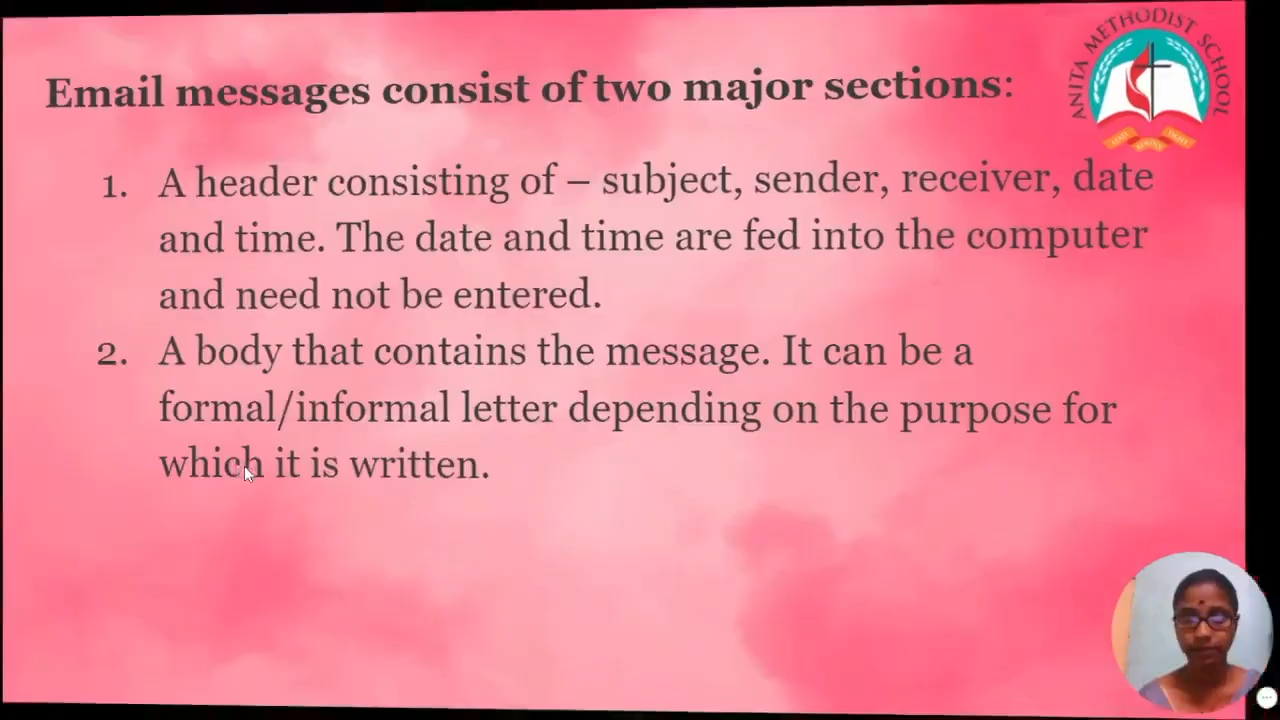 ANITA METHODIST SCHOOL
Email messages consist of two major sections:
1. A header consisting of – subject, sender, receiver, date
and time. The date and time are fed into the computer
and need not be entered.
2. A body that contains the message. It can be a
formal/informal letter depending on the purpose for
which it is written.